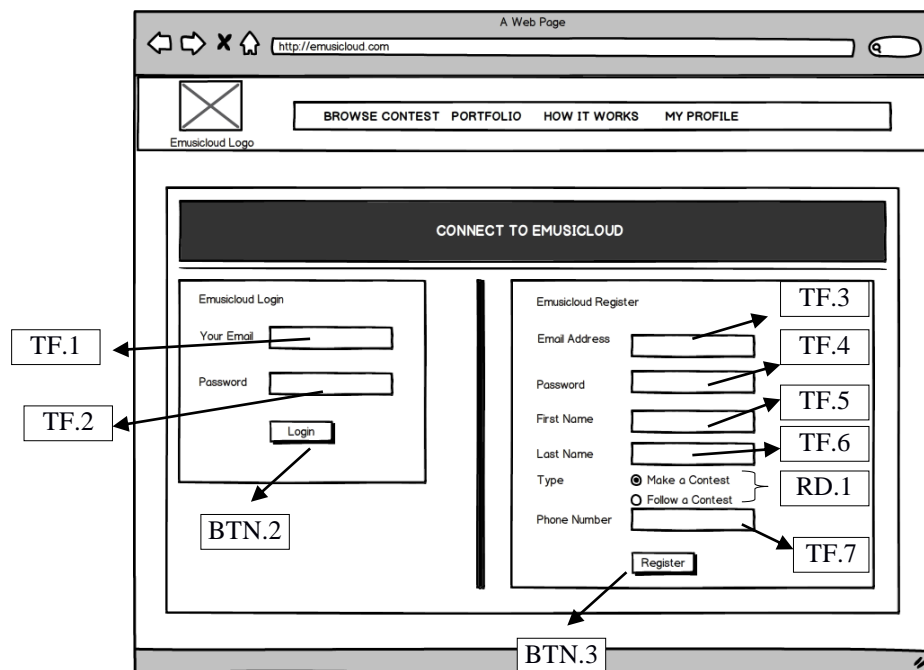 A Web Page
http://emusicloud.com
BROWSE CONTEST PORTFOLIO HOW IT WORKS MY PROFILE
Emusicloud Logo
CONNECT TO EMUSICLOUD
Emusicloud Login
Your Email
TF.1
Password
TF.2
Login
BTN.2
Emusicloud Register
TF.3
Email Address
TF.4
Password
TF.5
First Name
TF.6
Last Name
Type
Make a Contest
RD.1
Follow a Contest
Phone Number
TF.7
Register
BTN.3